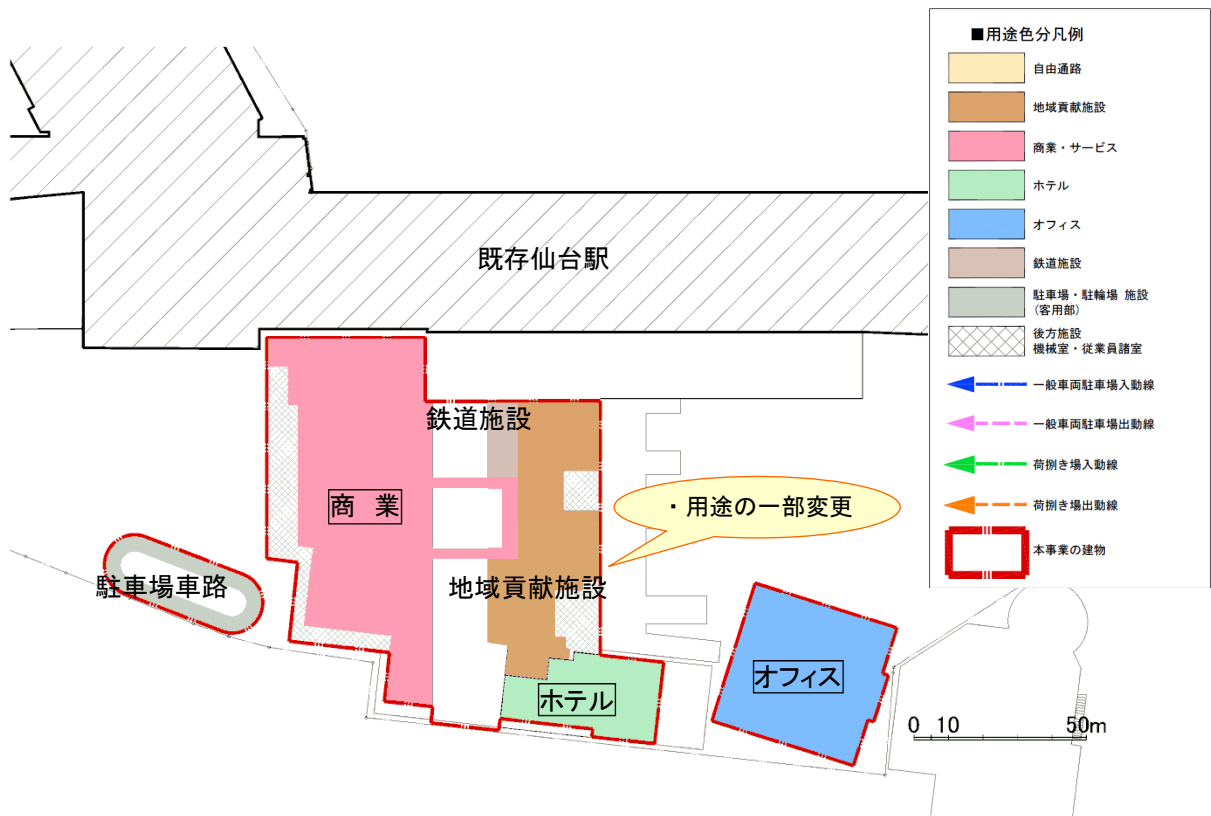 ■用途色分凡例
自由通路
地域貢献施設
商業・サービス
ホテル
オフィス
鉄道施設
駐車場・駐輪場 施設
(客用部)
後方施設
機械室・従業員諸室
一般車両駐車場入動線
一般車両駐車場出動線
荷捌き場入動線
荷捌き場出動線
本事業の建物
既存仙台駅
鉄道施設
商 業
・用途の一部変更
駐車場車路
地域貢献施設
オフィス
ホテル
0 10 50m